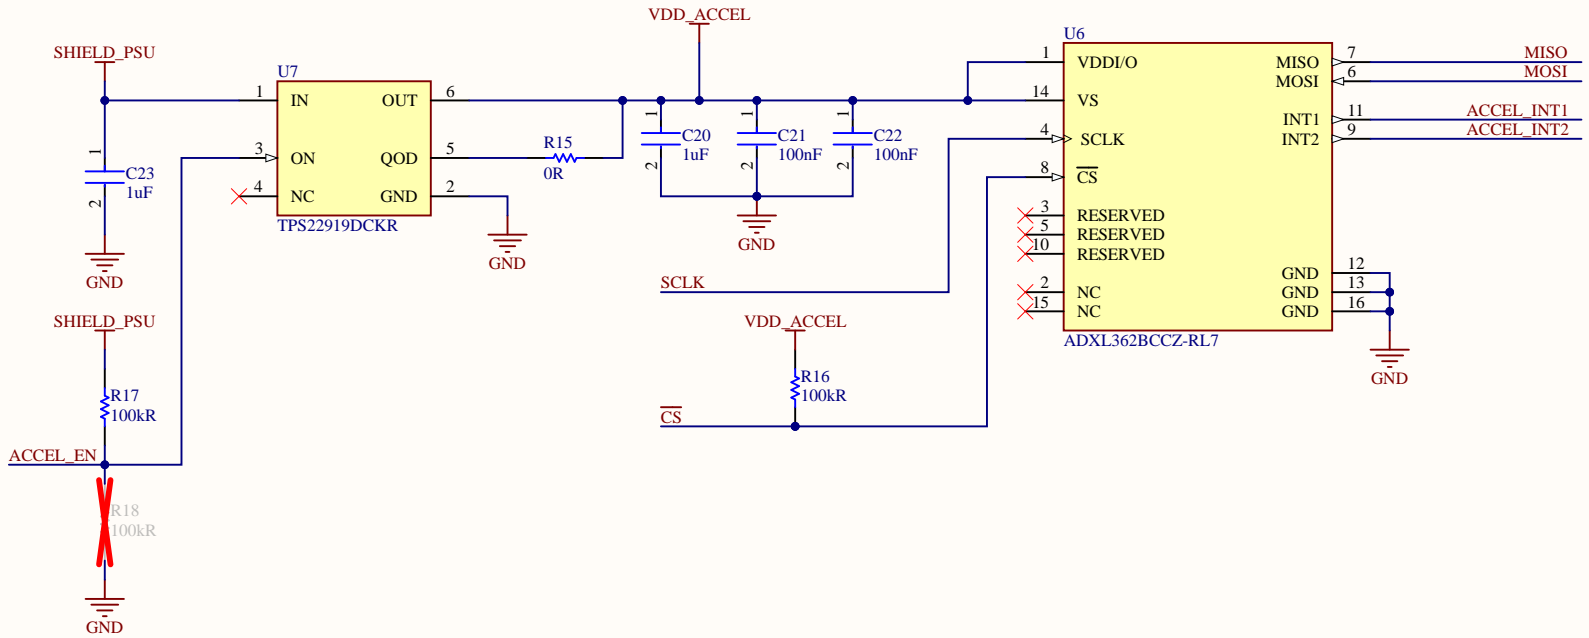 VDD_ACCEL
SHIELD_PSU
U7
1 IN OUT 6
3 ON QOD 5
4 NC GND 2
TPS22919DCKR
GND
1
C23
1uF
2
GND
R15
0R
1
C20
1uF
2
1
C21
100nF
2
1
C22
100nF
2
GND
U6
1 VDDI/O MISO 7 MISO
MOSI 6 MOSI
14 VS
INT1 11 ACCEL_INT1
4 SCLK INT2 9 ACCEL_INT2
8 CS
3 RESERVED
5 RESERVED
10 RESERVED
GND 12
2 NC GND 13
15 NC GND 16
ADXL362BCCZ-RL7
GND
SCLK
VDD_ACCEL
R16
100kR
CS
SHIELD_PSU
R17
100kR
ACCEL_EN
R18
100kR
GND